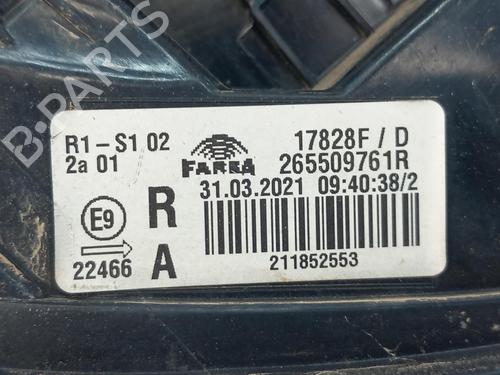 R1-S1 02
2a 01
FARBA
17828F / D
265509761R
31.03.2021 09:40:38/2
E9
R
22466
A
211852553
B-PARTS